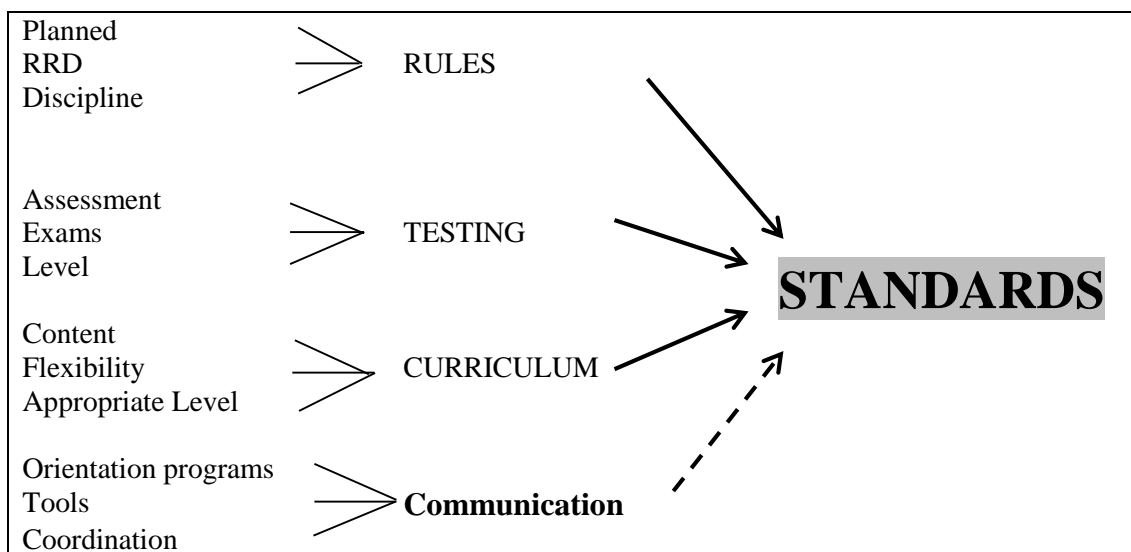 Planned
RRD
Discipline
RULES
Assessment
Exams
Level
TESTING
Content
Flexibility
Appropriate Level
CURRICULUM
Orientation programs
Tools
Coordination
Communication
STANDARDS